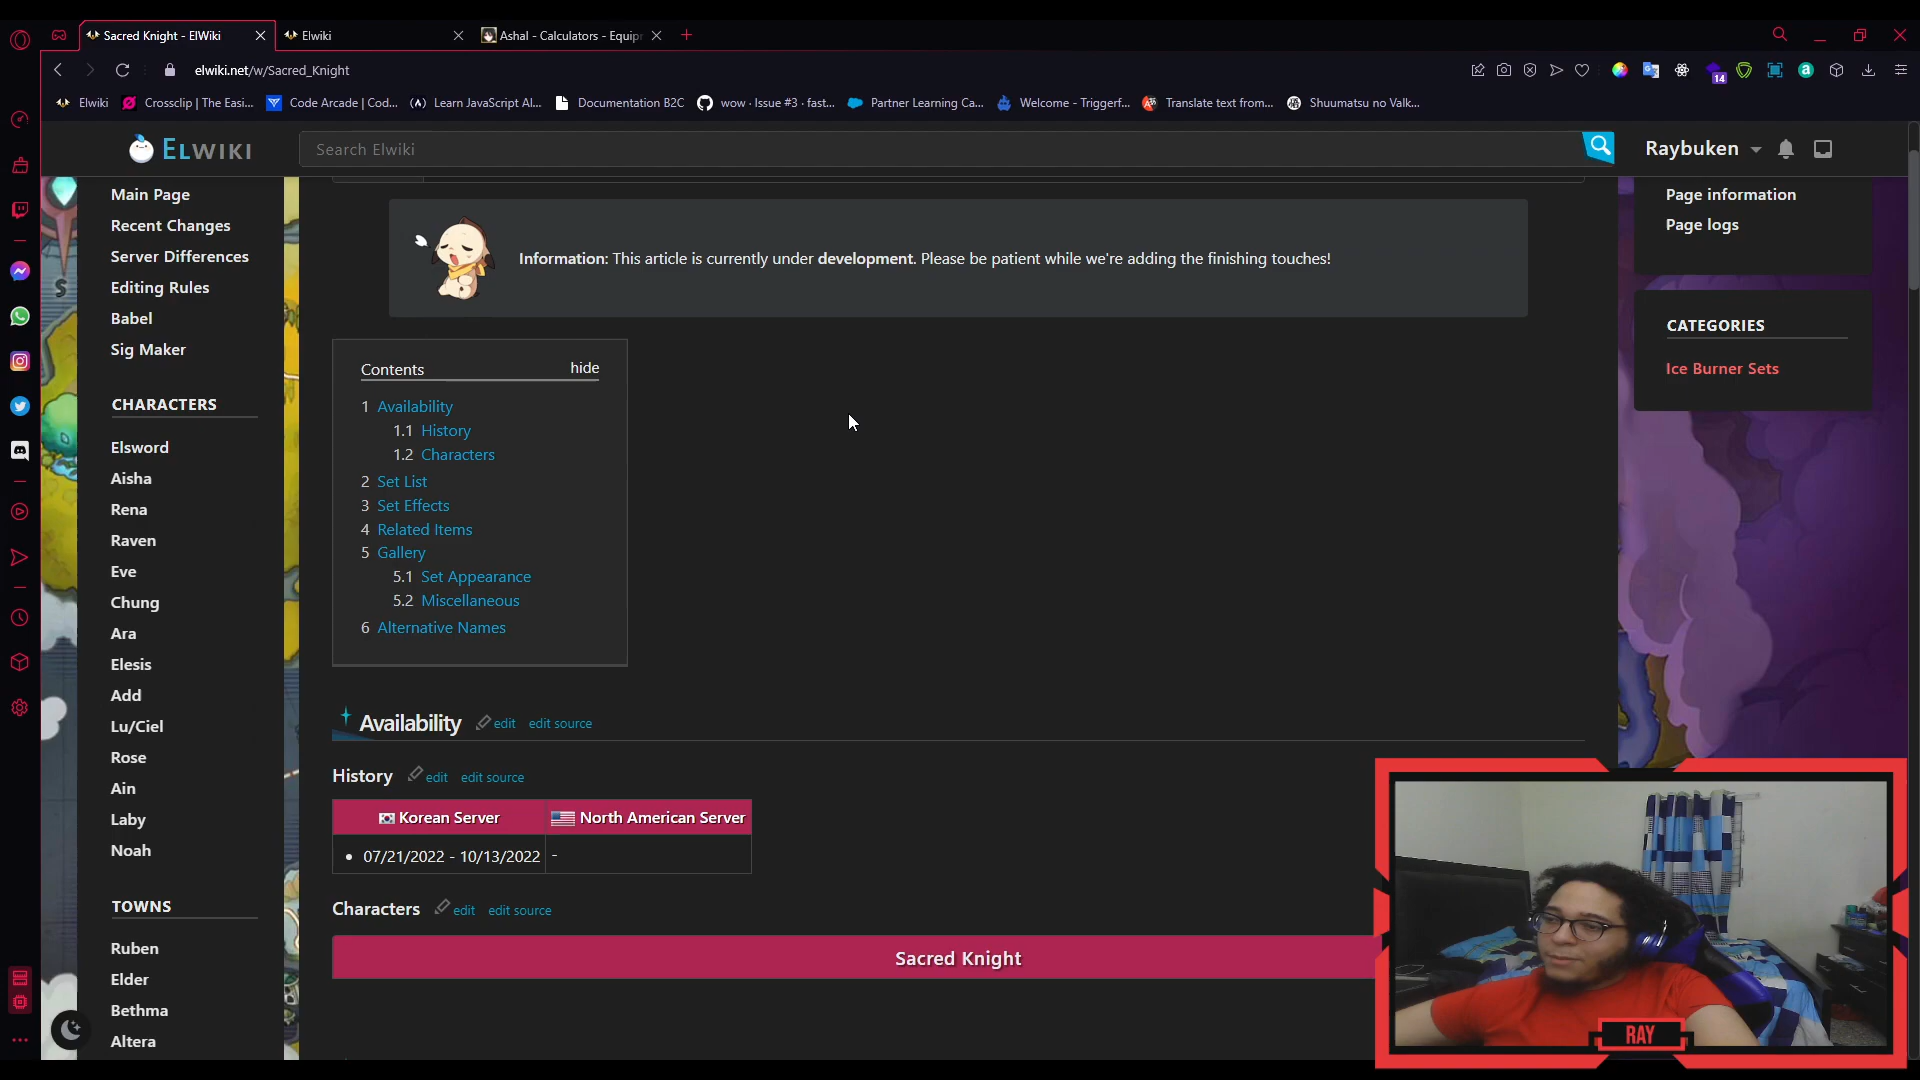 Sacred Knight - ElWiki
Elwiki
Ashal - Calculators - Equip
elwiki.net/w/Sacred_Knight
14
Elwiki
Crossclip | The Easi...
Code Arcade | Cod...
Learn JavaScript Al...
Documentation B2C
wow · Issue #3 · fast...
Partner Learning Ca...
Welcome - Triggerf...
Translate text from...
Shuumatsu no Valk...
ELWIKI
Search Elwiki
Raybuken
Main Page
Recent Changes
Server Differences
Editing Rules
Babel
Sig Maker
CHARACTERS
Elsword
Aisha
Rena
Raven
Eve
Chung
Ara
Elesis
Add
Lu/Ciel
Rose
Ain
Laby
Noah
TOWNS
Ruben
Elder
Bethma
Altera
Information: This article is currently under development. Please be patient while we're adding the finishing touches!
Contents hide
1 Availability
1.1 History
1.2 Characters
2 Set List
3 Set Effects
4 Related Items
5 Gallery
5.1 Set Appearance
5.2 Miscellaneous
6 Alternative Names
Availability edit edit source
History edit edit source
Korean Server North American Server
• 07/21/2022 - 10/13/2022 -
Characters edit edit source
Sacred Knight
Page information
Page logs
CATEGORIES
Ice Burner Sets
RAY